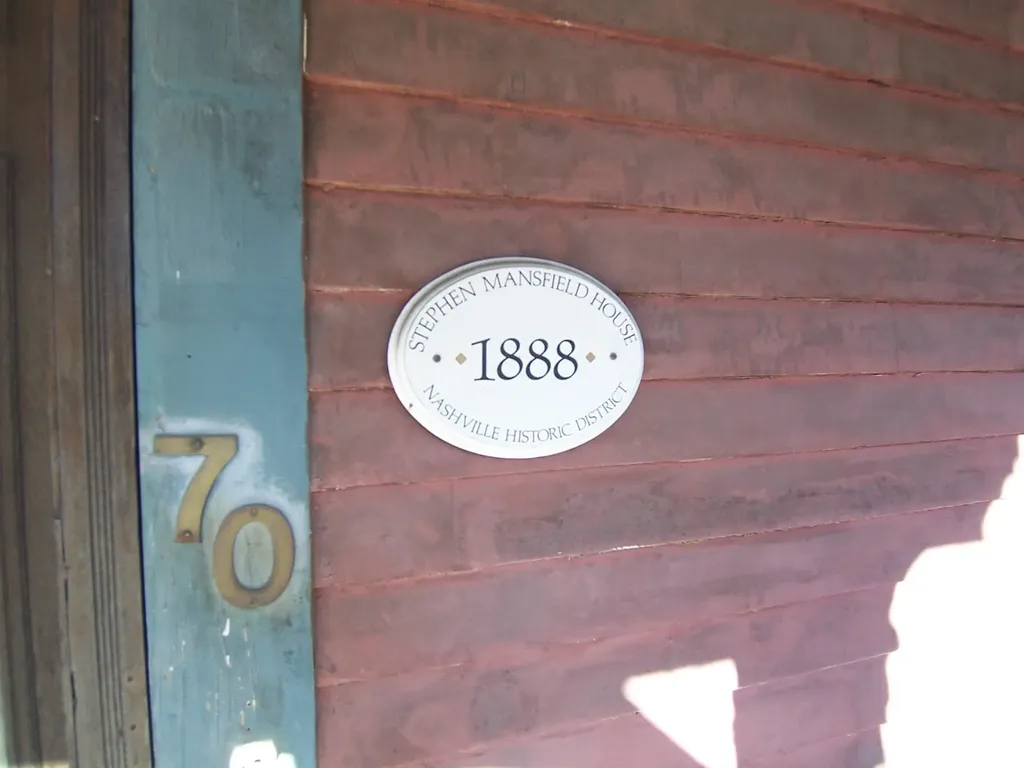 STEPHEN MANSFIELD HOUSE
1888
NASHVILLE HISTORIC DISTRICT
70